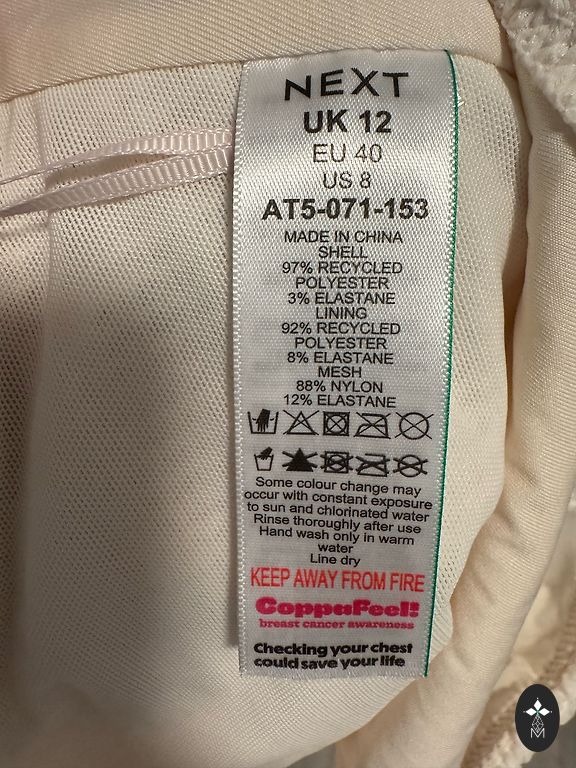 NEXT
UK 12
EU 40
US 8
AT5-071-153
MADE IN CHINA
SHELL
97% RECYCLED
POLYESTER
3% ELASTANE
LINING
92% RECYCLED
POLYESTER
8% ELASTANE
MESH
88% NYLON
12% ELASTANE
Some colour change may
occur with constant exposure
to sun and chlorinated water
Rinse thoroughly after use
Hand wash only in warm
water
Line dry
KEEP AWAY FROM FIRE
CoppaFeel!
breast cancer awareness
Checking your chest
could save your life
M